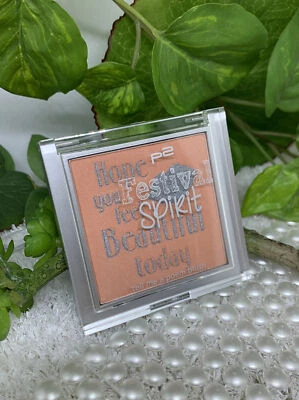 p2
Hope
you Festival
feel SPIRIT
Beautiful
today